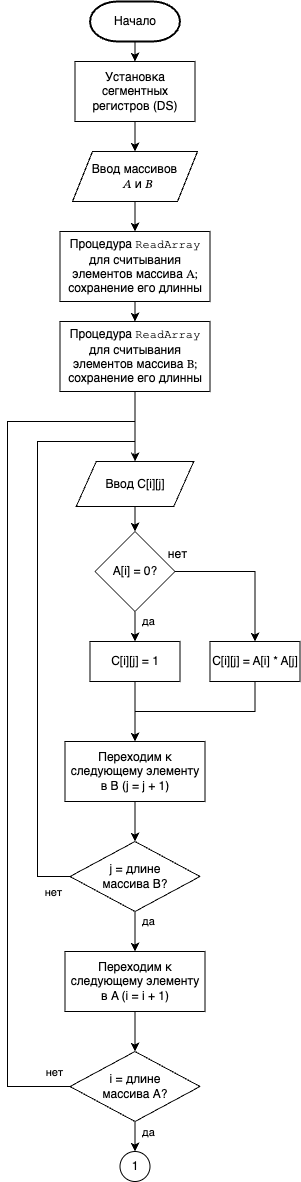 Начало
Установка
сегментных
регистров (DS)
Ввод массивов
A и B
Процедура ReadArray
для считывания
элементов массива A;
сохранение его длинны
Процедура ReadArray
для считывания
элементов массива B;
сохранение его длинны
Ввод C[i][j]
A[i] = 0?
нет
да
C[i][j] = 1
C[i][j] = A[i] * A[j]
Переходим к
следующему элементу
в B (j = j + 1)
j = длине
массива B?
нет
да
Переходим к
следующему элементу
в A (i = i + 1)
i = длине
массива A?
нет
да
1